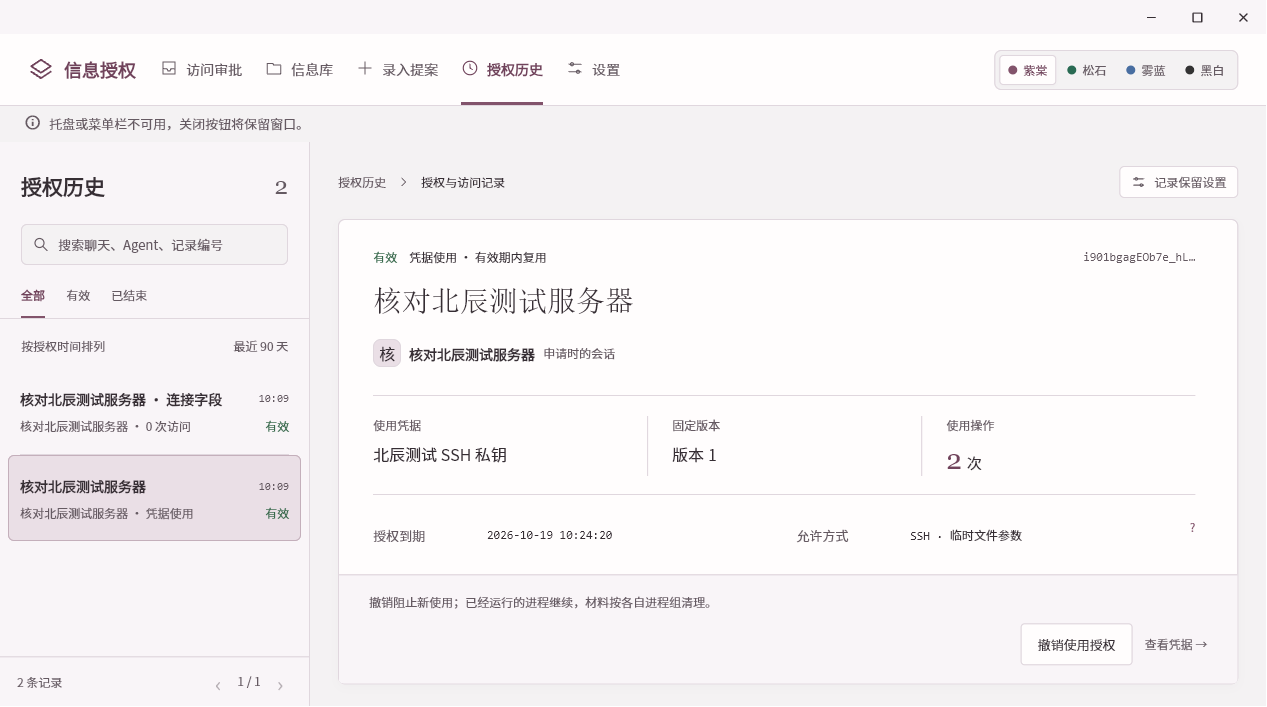 信息授权
访问审批
信息库
录入提案
授权历史
设置
紫棠
松石
雾蓝
黑白
托盘或菜单栏不可用，关闭按钮将保留窗口。
授权历史
2
搜索聊天、Agent、记录编号
全部
有效
已结束
按授权时间排列
最近 90 天
核对北辰测试服务器 · 连接字段
10:09
核对北辰测试服务器 · 0 次访问
有效
核对北辰测试服务器
10:09
核对北辰测试服务器 · 凭据使用
有效
2 条记录
‹
1 / 1
›
授权历史 > 授权与访问记录
记录保留设置
有效 凭据使用 · 有效期内复用
i901bgagEOb7e_hL…
核对北辰测试服务器
核 核对北辰测试服务器 申请时的会话
使用凭据
北辰测试 SSH 私钥
固定版本
版本 1
使用操作
2 次
授权到期
2026-10-19 10:24:20
允许方式
SSH · 临时文件参数
?
撤销阻止新使用；已经运行的进程继续，材料按各自进程组清理。
撤销使用授权
查看凭据 →